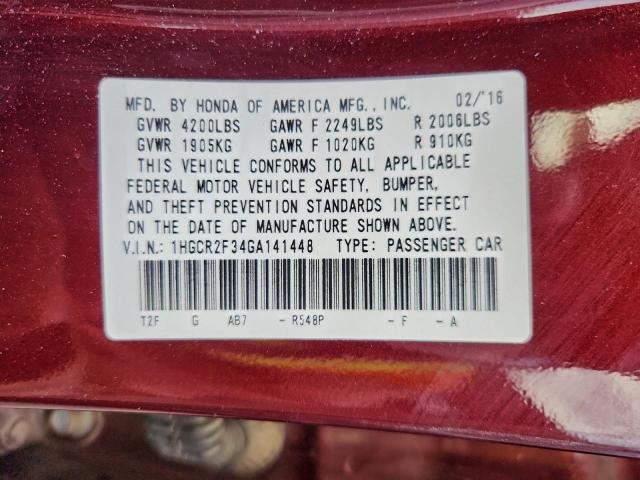 MFD. BY HONDA OF AMERICA MFG., INC. 02/'16
GVWR 4200LBS GAWR F 2249LBS R 2006LBS
GVWR 1905KG GAWR F 1020KG R 910KG
THIS VEHICLE CONFORMS TO ALL APPLICABLE
FEDERAL MOTOR VEHICLE SAFETY, BUMPER,
AND THEFT PREVENTION STANDARDS IN EFFECT
ON THE DATE OF MANUFACTURE SHOWN ABOVE.
V.I.N.: 1HGCR2F34GA141448 TYPE: PASSENGER CAR
T2F G AB7 - R548P - F - A